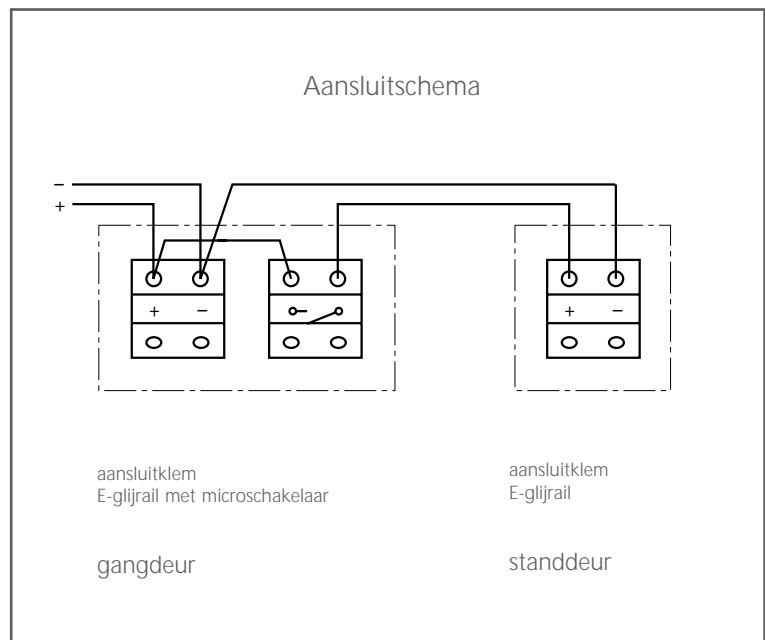 Aansluitschema
−
+
+ −
+ −
aansluitklem
E-glijrail met microschakelaar
aansluitklem
E-glijrail
gangdeur
standdeur